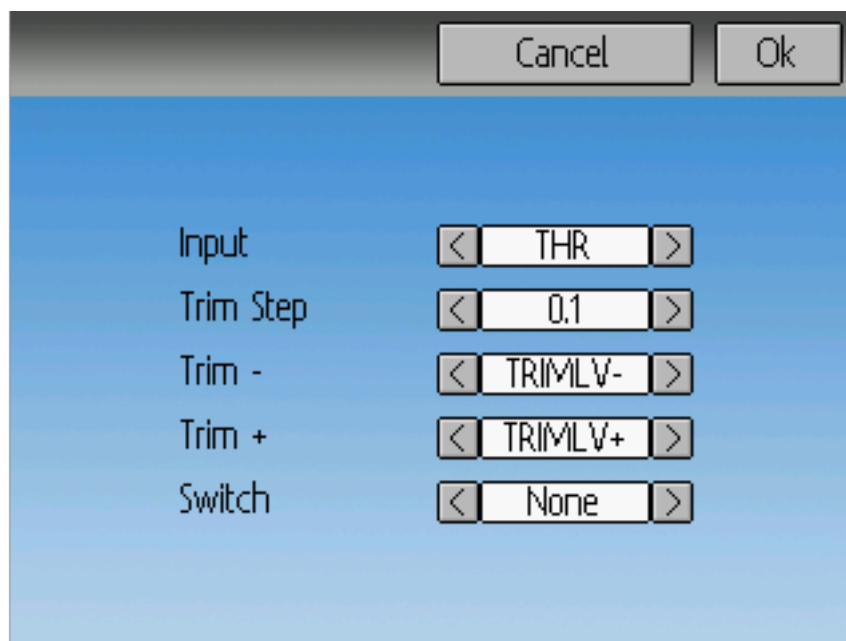 Cancel Ok
Input < THR >
Trim Step < 0.1 >
Trim - < TRIMLV- >
Trim + < TRIMLV+ >
Switch < None >